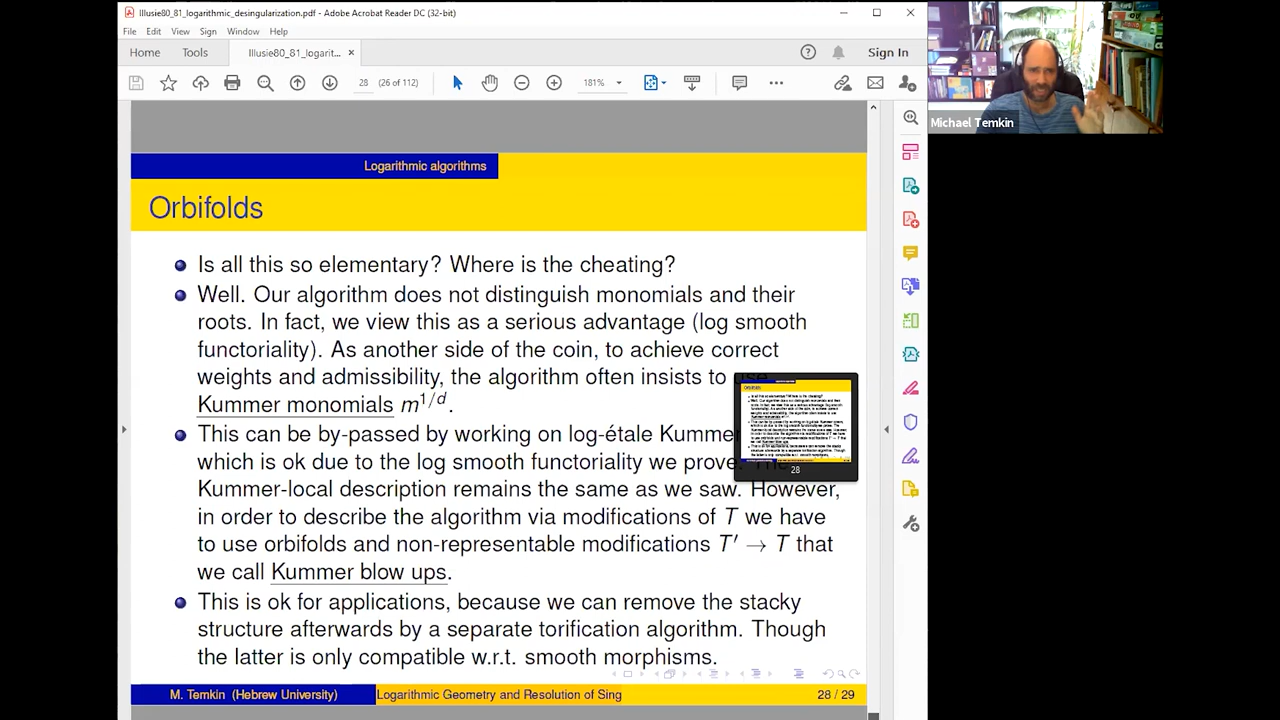 Illusie80_81_logarithmic_desingularization.pdf - Adobe Acrobat Reader DC (32-bit)
File Edit View Sign Window Help
Home Tools Illusie80_81_logarit... × Sign In
28 (26 of 112) 181%
Michael Temkin
Logarithmic algorithms
Orbifolds
Is all this so elementary? Where is the cheating?
Well. Our algorithm does not distinguish monomials and their
roots. In fact, we view this as a serious advantage (log smooth
functoriality). As another side of the coin, to achieve correct
weights and admissibility, the algorithm often insists to use
Kummer monomials m^{1/d}.
This can be by-passed by working on log-étale Kummer
which is ok due to the log smooth functoriality we prove.
Kummer-local description remains the same as we saw. However,
in order to describe the algorithm via modifications of T we have
to use orbifolds and non-representable modifications T′ → T that
we call Kummer blow ups.
28
This is ok for applications, because we can remove the stacky
structure afterwards by a separate torification algorithm. Though
the latter is only compatible w.r.t. smooth morphisms.
M. Temkin (Hebrew University) Logarithmic Geometry and Resolution of Sing 28 / 29